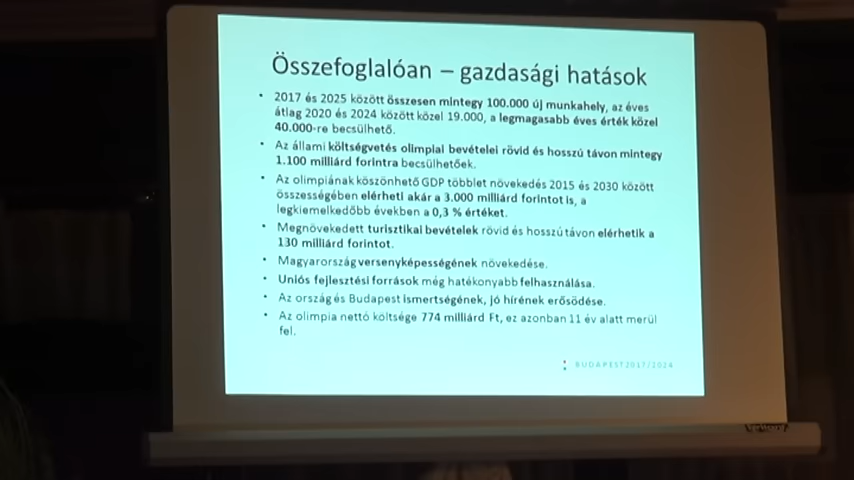 Összefoglalóan – gazdasági hatások
• 2017 és 2025 között összesen mintegy 100.000 új munkahely, az éves
átlag 2020 és 2024 között közel 19.000, a legmagasabb éves érték közel
40.000-re becsülhető.
• Az állami költségvetés olimpiai bevételei rövid és hosszú távon mintegy
1.100 milliárd forintra becsülhetőek.
• Az olimpiának köszönhető GDP többlet növekedés 2015 és 2030 között
összességében elérheti akár a 3.000 milliárd forintot is, a
legkiemelkedőbb években a 0,3 % értéket.
• Megnövekedett turisztikai bevételek rövid és hosszú távon elérhetik a
130 milliárd forintot.
• Magyarország versenyképességének növekedése.
• Uniós fejlesztési források még hatékonyabb felhasználása.
• Az ország és Budapest ismertségének, jó hírének erősödése.
• Az olimpia nettó költsége 774 milliárd Ft, ez azonban 11 év alatt merül
fel.
BUDAPEST2017/2024